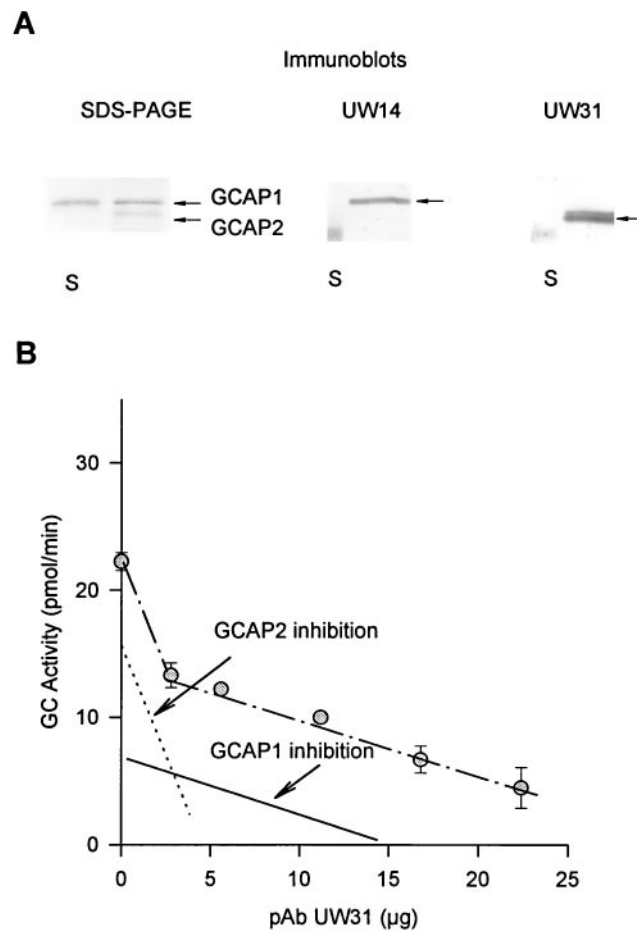 A
Immunoblots
SDS-PAGE UW14 UW31
GCAP1
GCAP2
S S S
B
30
20
10
0
GC Activity (pmol/min)
GCAP2 inhibition
GCAP1 inhibition
0 5 10 15 20 25
pAb UW31 (µg)